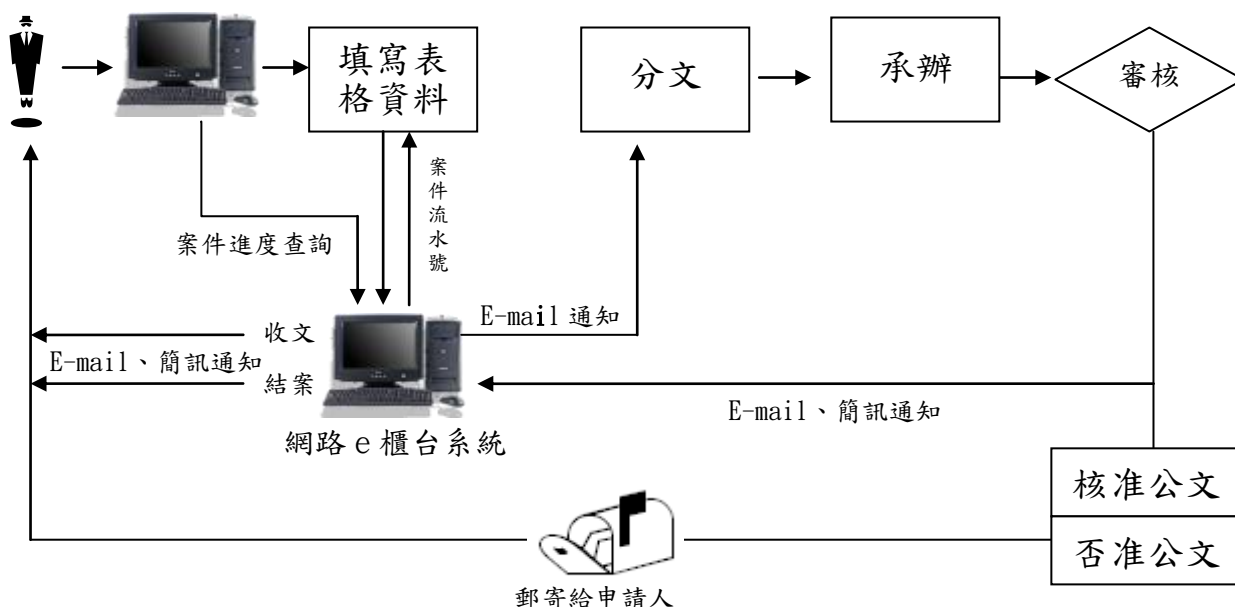 填寫表
格資料
分文
承辦
審核
案件流水號
案件進度查詢
收文
E-mail 通知
E-mail、簡訊通知
結案
E-mail、簡訊通知
網路 e 櫃台系統
核准公文
否准公文
郵寄給申請人